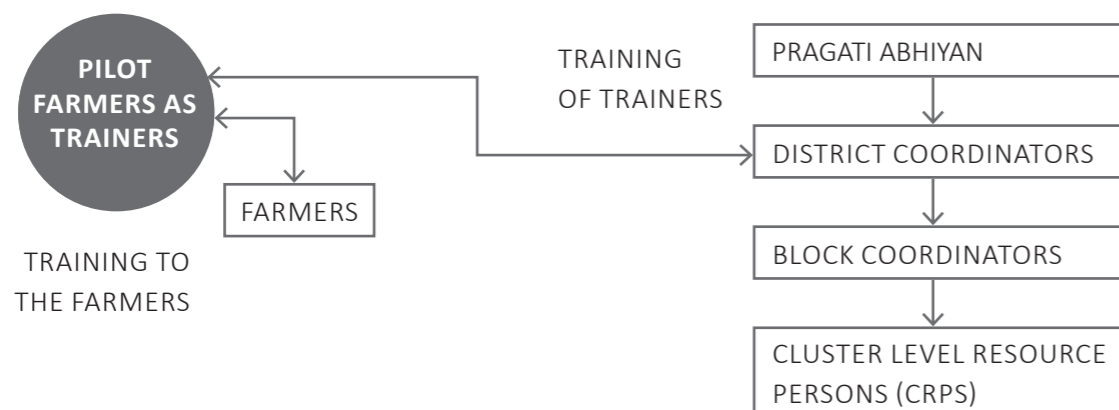 PILOT
FARMERS AS
TRAINERS
FARMERS
TRAINING TO
THE FARMERS
TRAINING
OF TRAINERS
PRAGATI ABHIYAN
DISTRICT COORDINATORS
BLOCK COORDINATORS
CLUSTER LEVEL RESOURCE
PERSONS (CRPS)